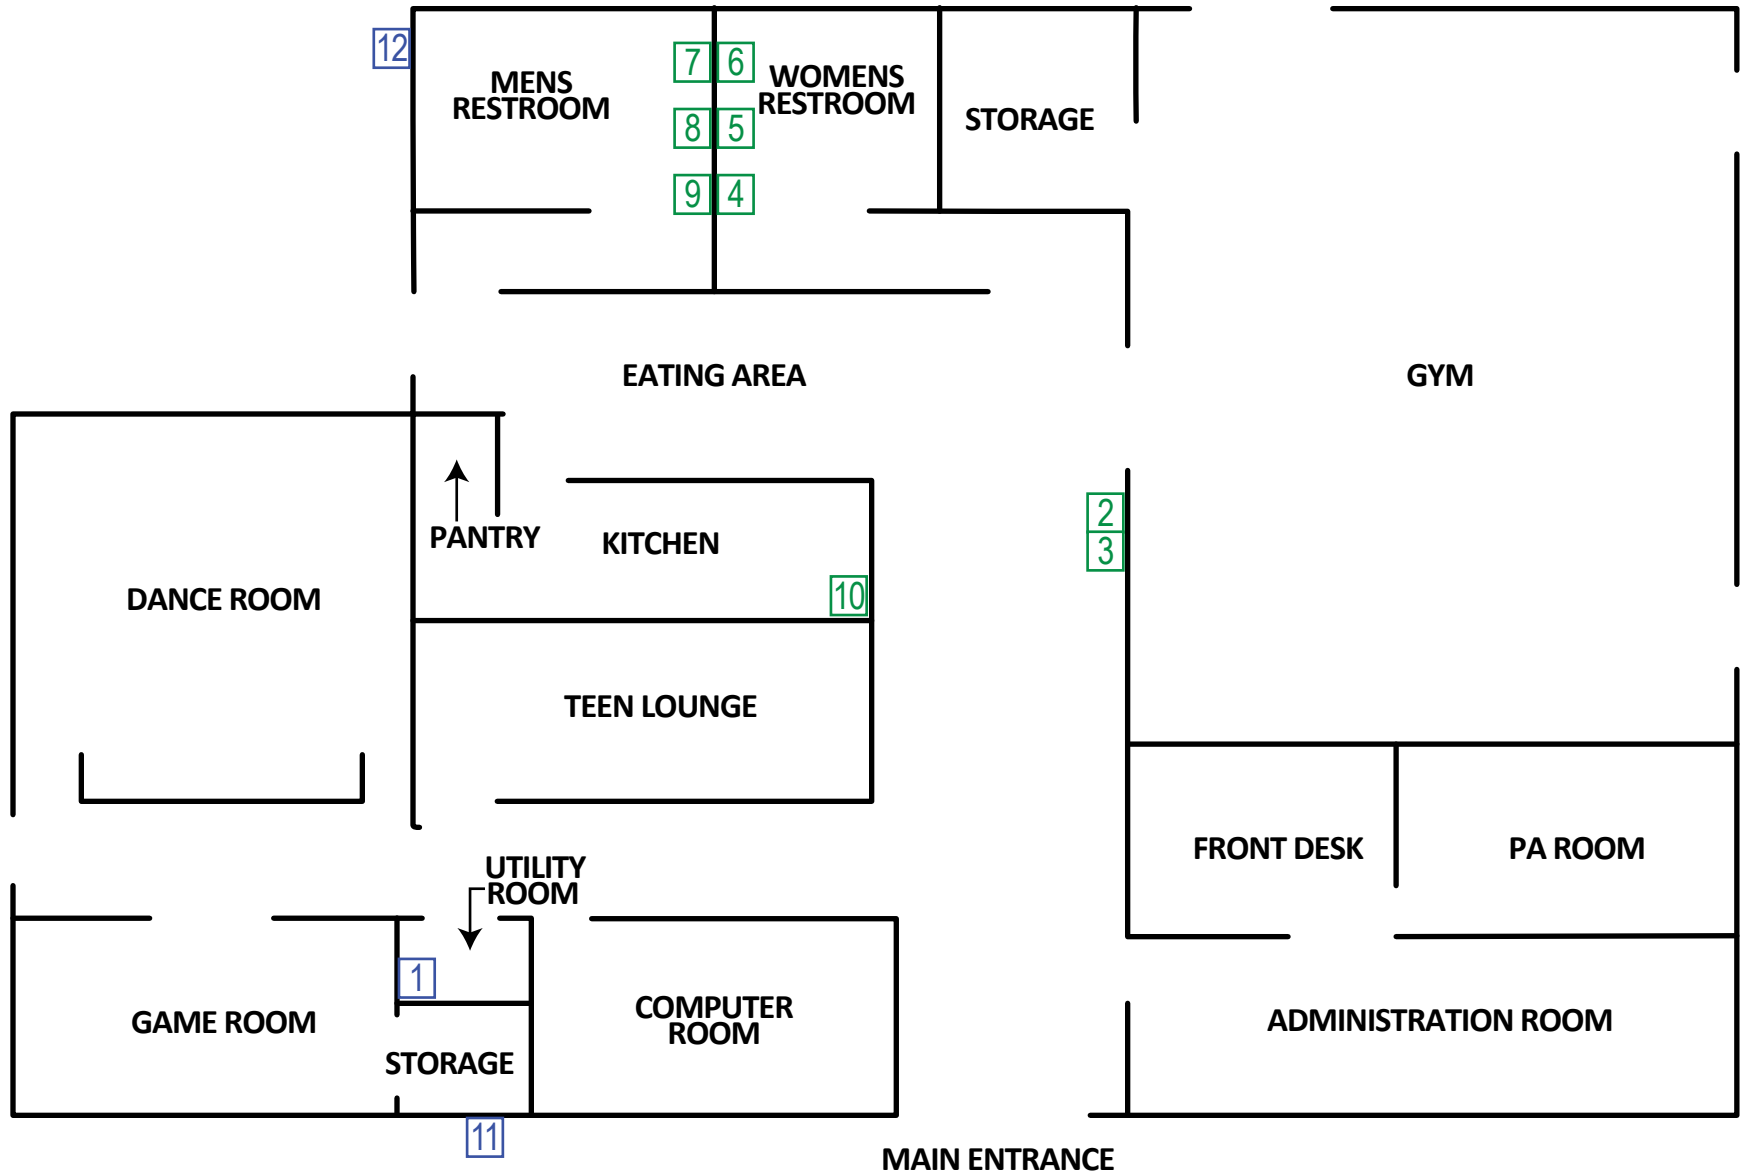 12
MENS
RESTROOM
7
6
WOMENS
RESTROOM
8
5
STORAGE
9
4
EATING AREA
GYM
2
3
PANTRY
KITCHEN
10
DANCE ROOM
TEEN LOUNGE
UTILITY
ROOM
FRONT DESK
PA ROOM
1
GAME ROOM
STORAGE
COMPUTER
ROOM
ADMINISTRATION ROOM
11
MAIN ENTRANCE